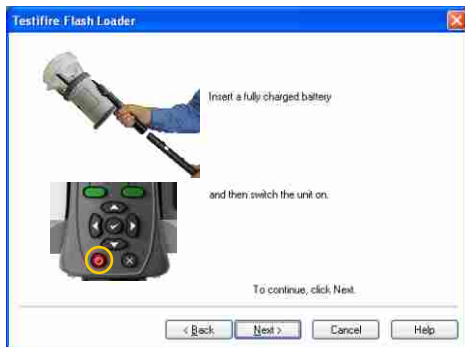 Testifire Flash Loader
Insert a fully charged battery
and then switch the unit on.
To continue, click Next.
< Back
Next >
Cancel
Help